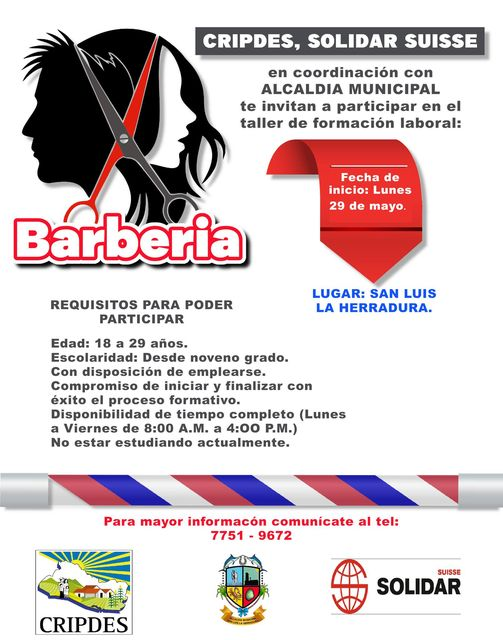 CRIPDES, SOLIDAR SUISSE
en coordinación con
ALCALDIA MUNICIPAL
te invitan a participar en el
taller de formación laboral:
Fecha de
inicio: Lunes
29 de mayo.
Barberia
LUGAR: SAN LUIS
LA HERRADURA.
REQUISITOS PARA PODER
PARTICIPAR
Edad: 18 a 29 años.
Escolaridad: Desde noveno grado.
Con disposición de emplearse.
Compromiso de iniciar y finalizar con
éxito el proceso formativo.
Disponibilidad de tiempo completo (Lunes
a Viernes de 8:00 A.M. a 4:OO P.M.)
No estar estudiando actualmente.
Para mayor informacón comunícate al tel:
7751 - 9672
CRIPDES
SUISSE
SOLIDAR